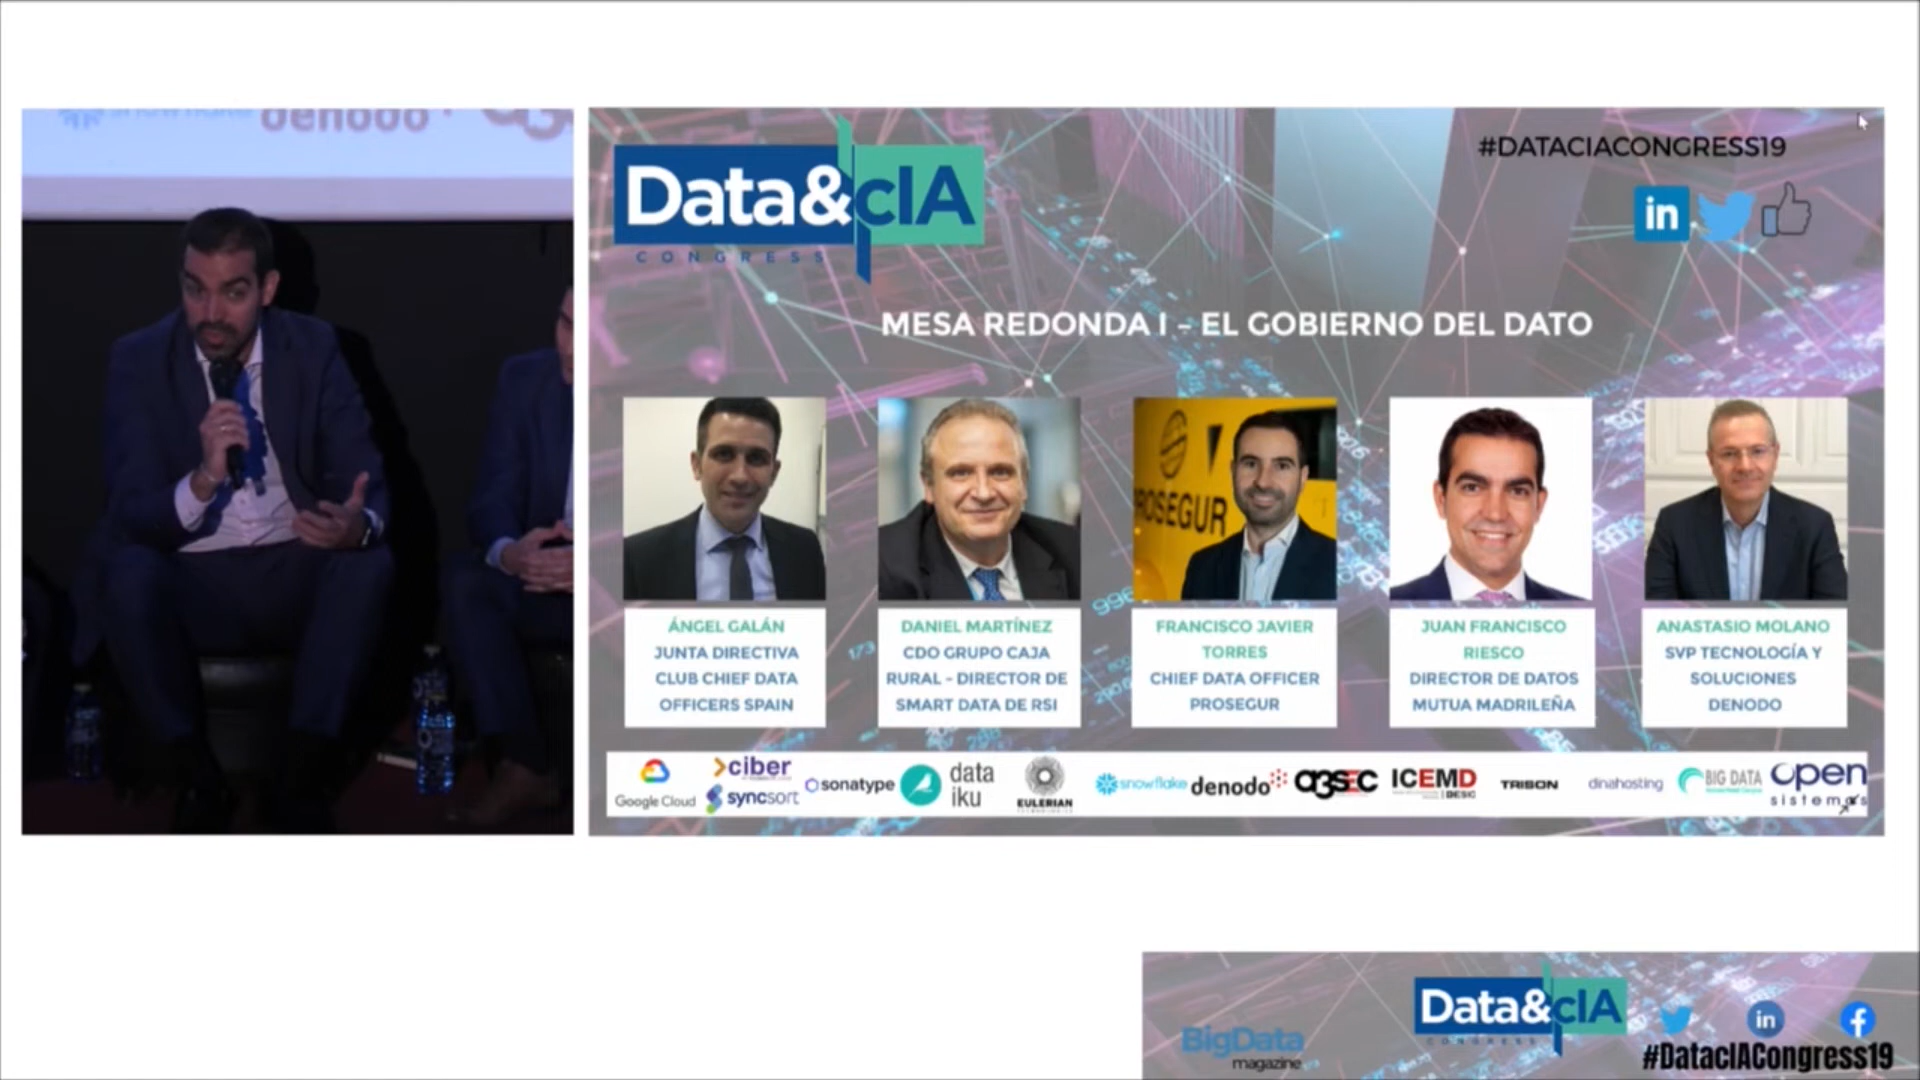 denodo
Data&cIA
CONGRESS
#DATACIACONGRESS19
in
MESA REDONDA I – EL GOBIERNO DEL DATO
PROSEGUR
ÁNGEL GALÁN
JUNTA DIRECTIVA
CLUB CHIEF DATA
OFFICERS SPAIN
DANIEL MARTÍNEZ
CDO GRUPO CAJA
RURAL – DIRECTOR DE
SMART DATA DE RSI
FRANCISCO JAVIER
TORRES
CHIEF DATA OFFICER
PROSEGUR
JUAN FRANCISCO
RIESCO
DIRECTOR DE DATOS
MUTUA MADRILEÑA
ANASTASIO MOLANO
SVP TECNOLOGÍA Y
SOLUCIONES
DENODO
Google Cloud
ciber
syncsort
sonatype
data
iku
EULERIAN
snowflake
denodo
a3sec
ICEMD
ESIC
TRISON
dinahosting
BIG DATA
open
sistemas
BigData
magazine
Data&cIA
CONGRESS
in
#DatacIACongress19